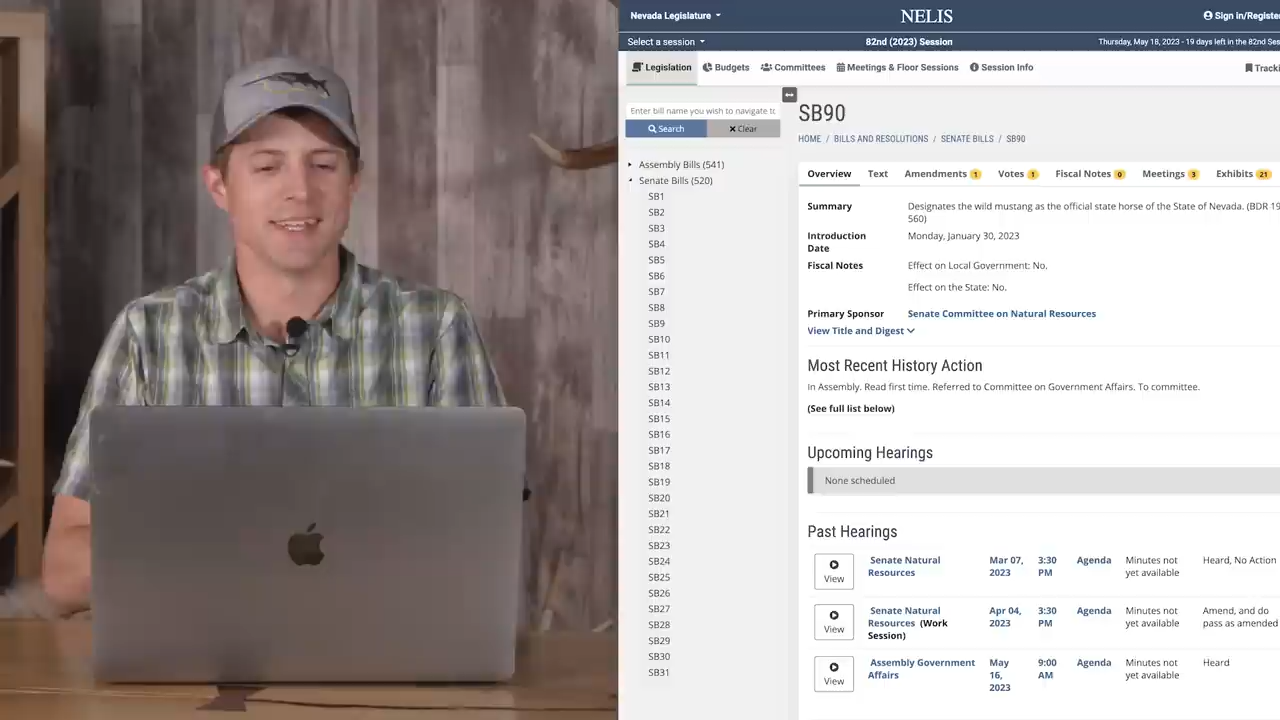 Nevada Legislature
NELIS
Sign in/Register
Select a session
82nd (2023) Session
Thursday, May 18, 2023 - 19 days left in the 82nd Ses
Legislation
Budgets
Committees
Meetings & Floor Sessions
Session Info
Tracki
Enter bill name you wish to navigate to
Search
Clear
Assembly Bills (541)
Senate Bills (520)
SB1
SB2
SB3
SB4
SB5
SB6
SB7
SB8
SB9
SB10
SB11
SB12
SB13
SB14
SB15
SB16
SB17
SB18
SB19
SB20
SB21
SB22
SB23
SB24
SB25
SB26
SB27
SB28
SB29
SB30
SB31
SB90
HOME / BILLS AND RESOLUTIONS / SENATE BILLS / SB90
Overview Text Amendments 1 Votes 1 Fiscal Notes 0 Meetings 3 Exhibits 21
Summary
Designates the wild mustang as the official state horse of the State of Nevada. (BDR 19
560)
Introduction
Date
Monday, January 30, 2023
Fiscal Notes
Effect on Local Government: No.
Effect on the State: No.
Primary Sponsor
Senate Committee on Natural Resources
View Title and Digest
Most Recent History Action
In Assembly. Read first time. Referred to Committee on Government Affairs. To committee.
(See full list below)
Upcoming Hearings
None scheduled
Past Hearings
View
Senate Natural
Resources
Mar 07,
2023
3:30
PM
Agenda
Minutes not
yet available
Heard, No Action
View
Senate Natural
Resources (Work
Session)
Apr 04,
2023
3:30
PM
Agenda
Minutes not
yet available
Amend, and do
pass as amended
View
Assembly Government
Affairs
May
16,
2023
9:00
AM
Agenda
Minutes not
yet available
Heard